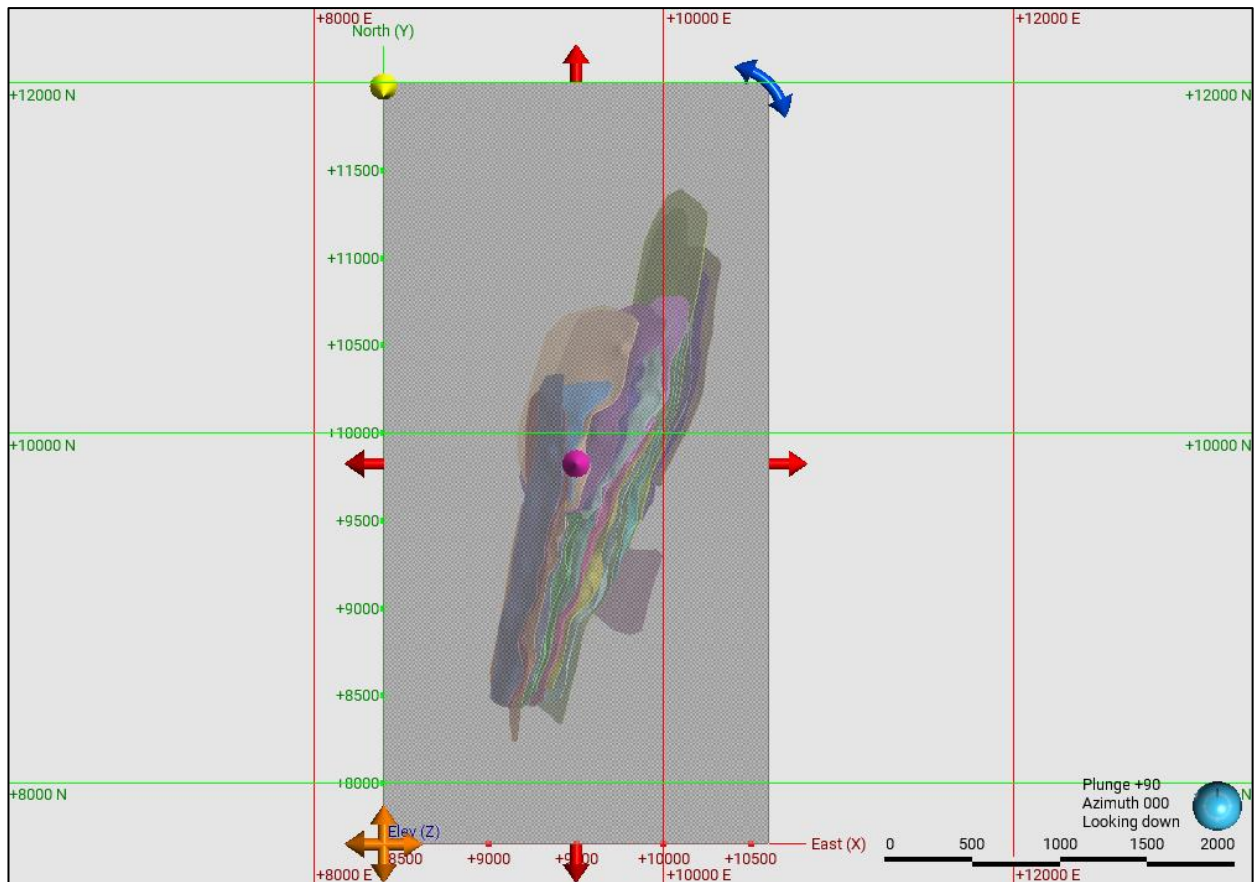 +8000 E
+10000 E
+12000 E
North (Y)
+12000 N
+12000 N
+11500
+11000
+10500
+10000
+10000 N
+10000 N
+9500
+9000
+8500
+8000
+8000 N
Plunge +90
Azimuth 000
Looking down
Elev (Z)
East (X)
+9000
+10000
+10500
0
500
1000
1500
2000
+8000 E
+10000 E
+12000 E